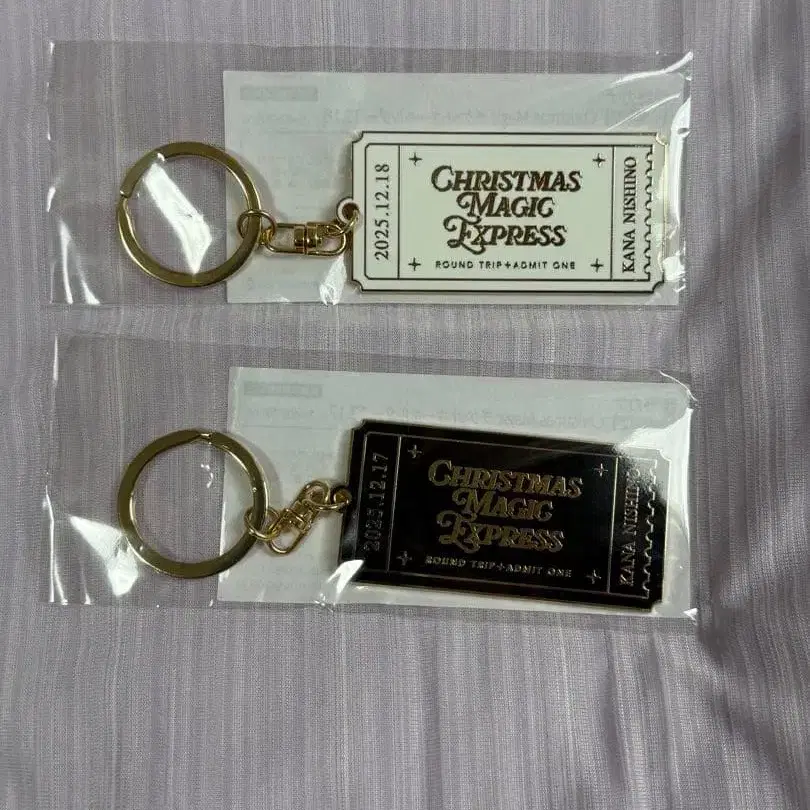 2025.12.18
CHRISTMAS
MAGIC
EXPRESS
ROUND TRIP+ADMIT ONE
KANA NISHINO
2025.12.17
CHRISTMAS
MAGIC
EXPRESS
ROUND TRIP+ADMIT ONE
KANA NISHINO